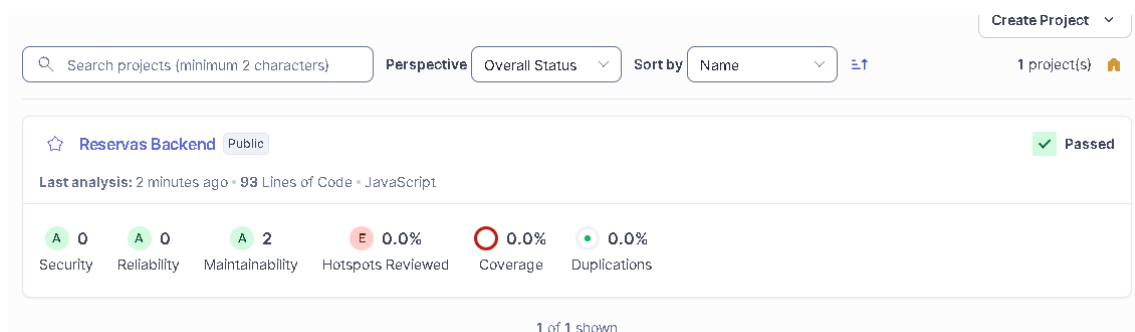 Create Project
Search projects (minimum 2 characters) Perspective Overall Status Sort by Name 1 project(s)
Reservas Backend Public Passed
Last analysis: 2 minutes ago • 93 Lines of Code • JavaScript
A 0 A 0 A 2 E 0.0% 0.0% 0.0%
Security Reliability Maintainability Hotspots Reviewed Coverage Duplications
1 of 1 shown